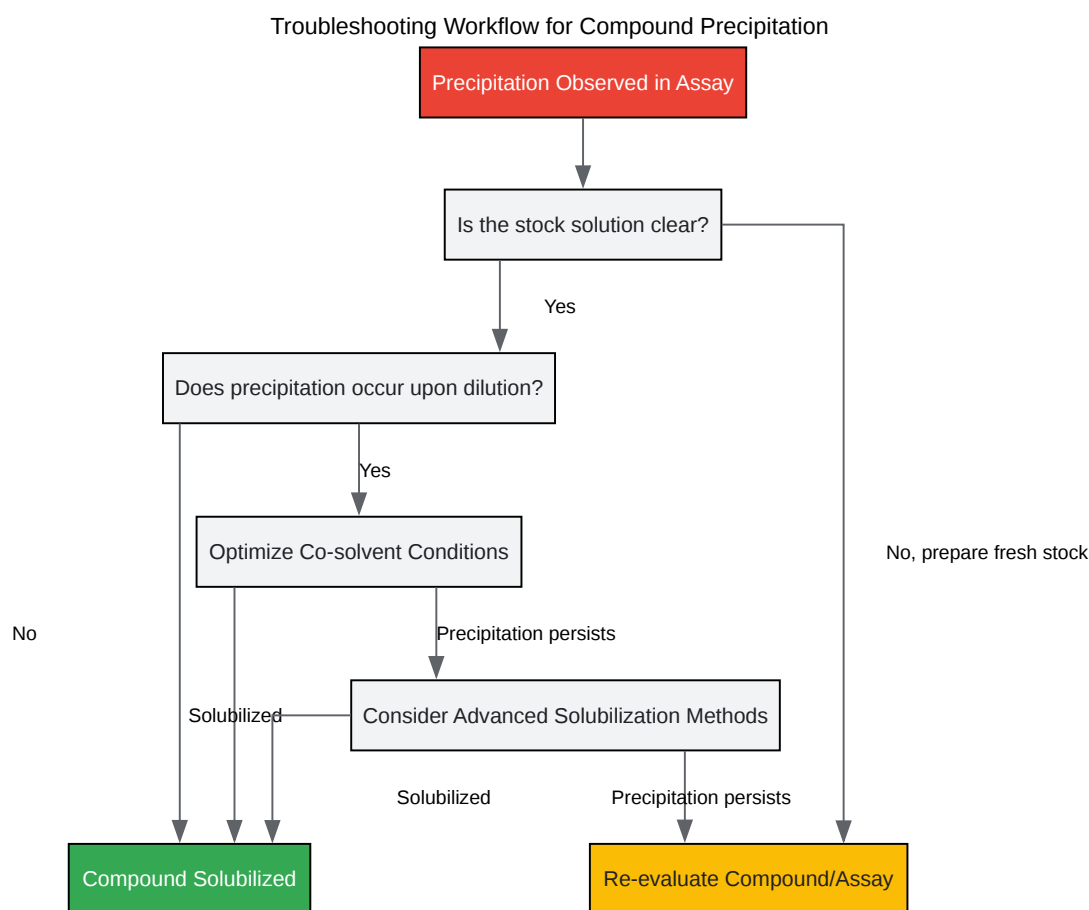 Troubleshooting Workflow for Compound Precipitation
Precipitation Observed in Assay
Is the stock solution clear?
Yes
Does precipitation occur upon dilution?
Yes
Optimize Co-solvent Conditions
No, prepare fresh stock
No
Precipitation persists
Solubilized
Consider Advanced Solubilization Methods
Solubilized
Precipitation persists
Compound Solubilized
Re-evaluate Compound/Assay